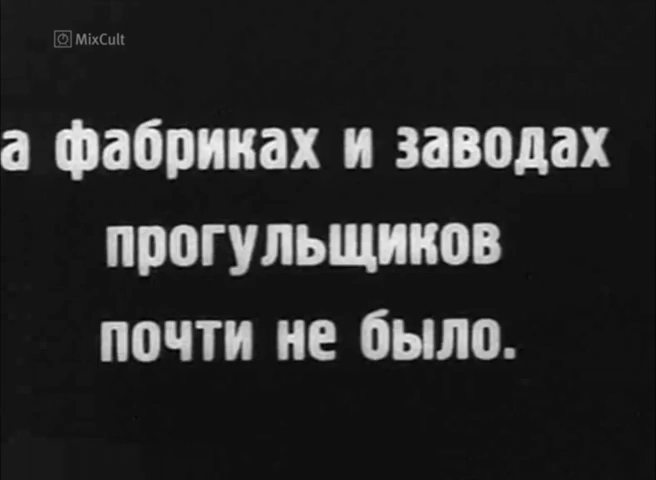 MixCult
а фабриках и заводах
прогульщиков
почти не было.